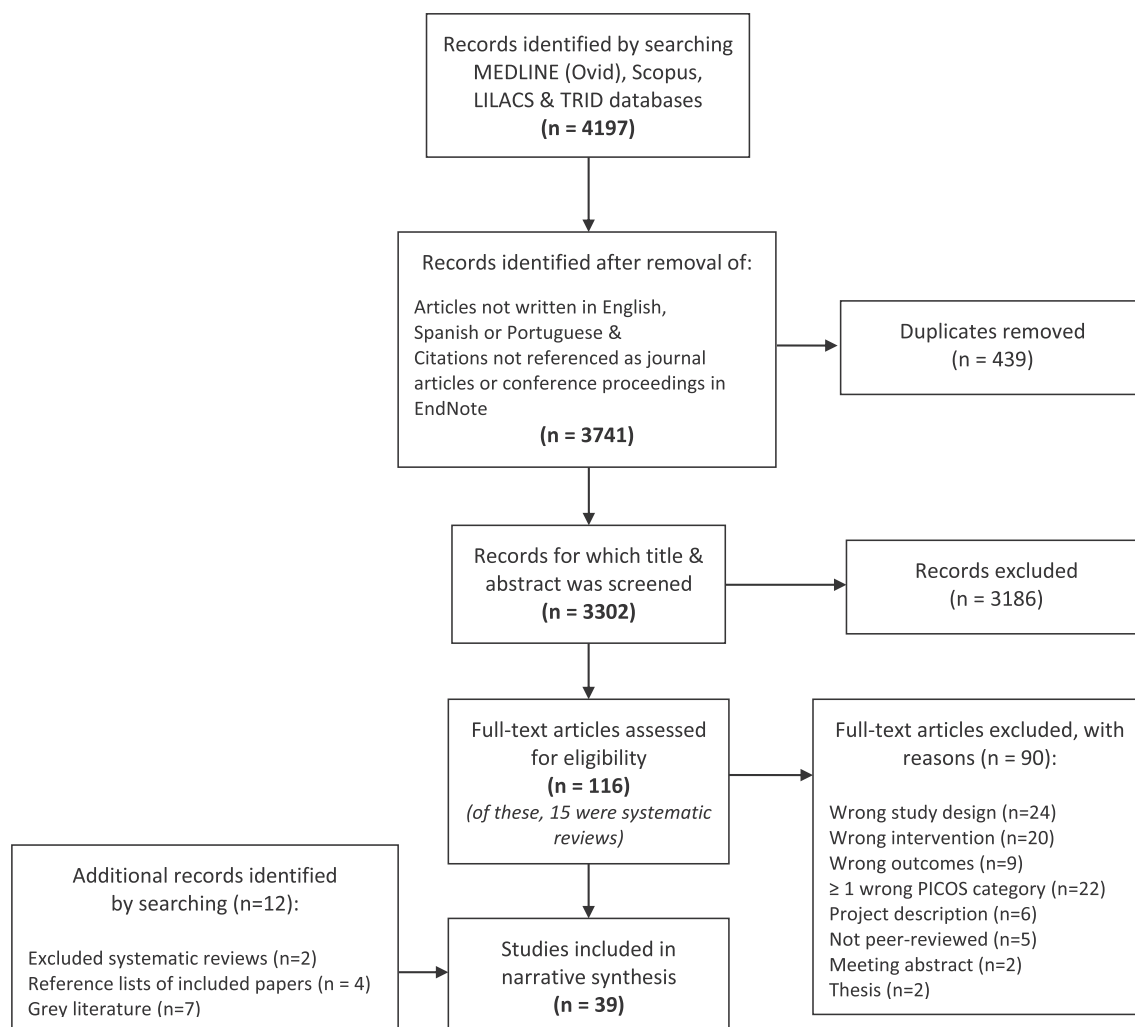 Records identified by searching
MEDLINE (Ovid), Scopus,
LILACS & TRID databases
(n = 4197)
Records identified after removal of:
Articles not written in English,
Spanish or Portuguese &
Citations not referenced as journal
articles or conference proceedings in
EndNote
(n = 3741)
Duplicates removed
(n = 439)
Records for which title &
abstract was screened
(n = 3302)
Records excluded
(n = 3186)
Full-text articles assessed
for eligibility
(n = 116)
(of these, 15 were systematic
reviews)
Full-text articles excluded, with
reasons (n = 90):
Wrong study design (n=24)
Wrong intervention (n=20)
Wrong outcomes (n=9)
≥ 1 wrong PICOS category (n=22)
Project description (n=6)
Not peer-reviewed (n=5)
Meeting abstract (n=2)
Thesis (n=2)
Additional records identified
by searching (n=12):
Excluded systematic reviews (n=2)
Reference lists of included papers (n = 4)
Grey literature (n=7)
Studies included in
narrative synthesis
(n = 39)